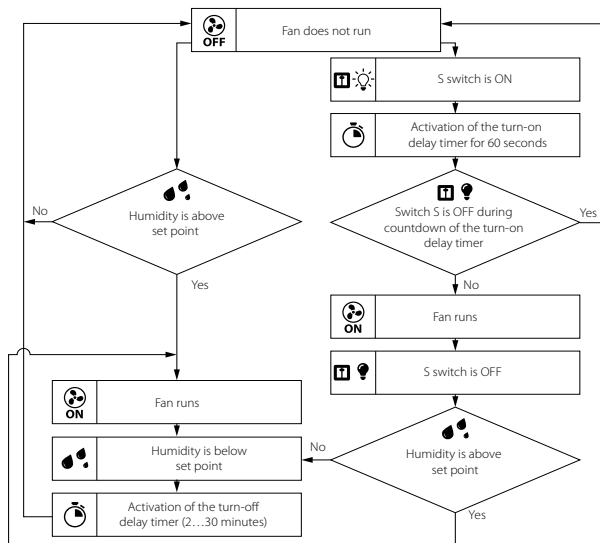 OFF
Fan does not run
S switch is ON
Activation of the turn-on
delay timer for 60 seconds
No
Humidity is above
set point
Yes
Switch S is OFF during
countdown of the turn-on
delay timer
Yes
No
ON
Fan runs
S switch is OFF
ON
Fan runs
Humidity is below
set point
No
Humidity is above
set point
Activation of the turn-off
delay timer (2...30 minutes)
Yes